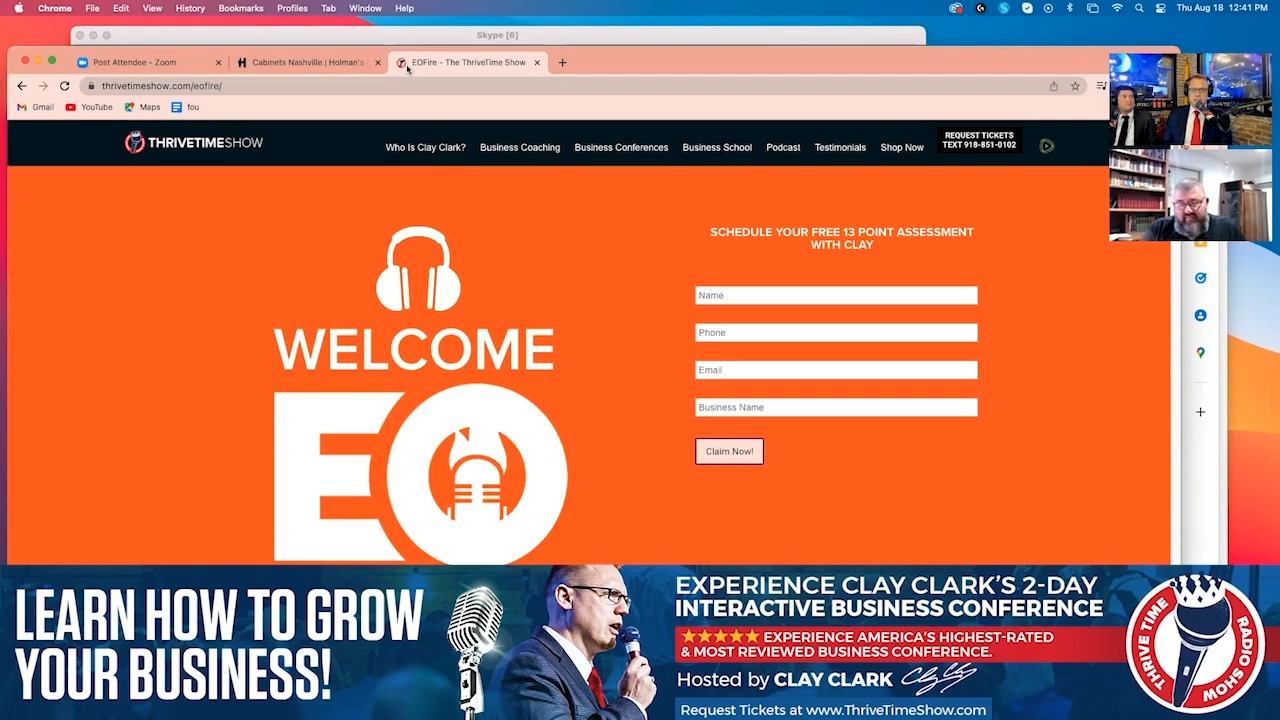 Chrome File Edit View History Bookmarks Profiles Tab Window Help Thu Aug 18 12:41 PM
Skype [6]
Post Attendee - Zoom Cabinets Nashville | Holman's EOFire - The ThriveTime Show
thrivetimeshow.com/eofire/
Gmail YouTube Maps fou
THRIVETIMESHOW
Who Is Clay Clark? Business Coaching Business Conferences Business School Podcast Testimonials Shop Now
REQUEST TICKETS
TEXT 918-851-0102
WELCOME
EO
SCHEDULE YOUR FREE 13 POINT ASSESSMENT
WITH CLAY
Name
Phone
Email
Business Name
Claim Now!
LEARN HOW TO GROW
YOUR BUSINESS!
EXPERIENCE CLAY CLARK'S 2-DAY
INTERACTIVE BUSINESS CONFERENCE
★★★★★ EXPERIENCE AMERICA'S HIGHEST-RATED
& MOST REVIEWED BUSINESS CONFERENCE.
Hosted by CLAY CLARK
Request Tickets at www.ThriveTimeShow.com
THRIVE TIME
RADIO SHOW